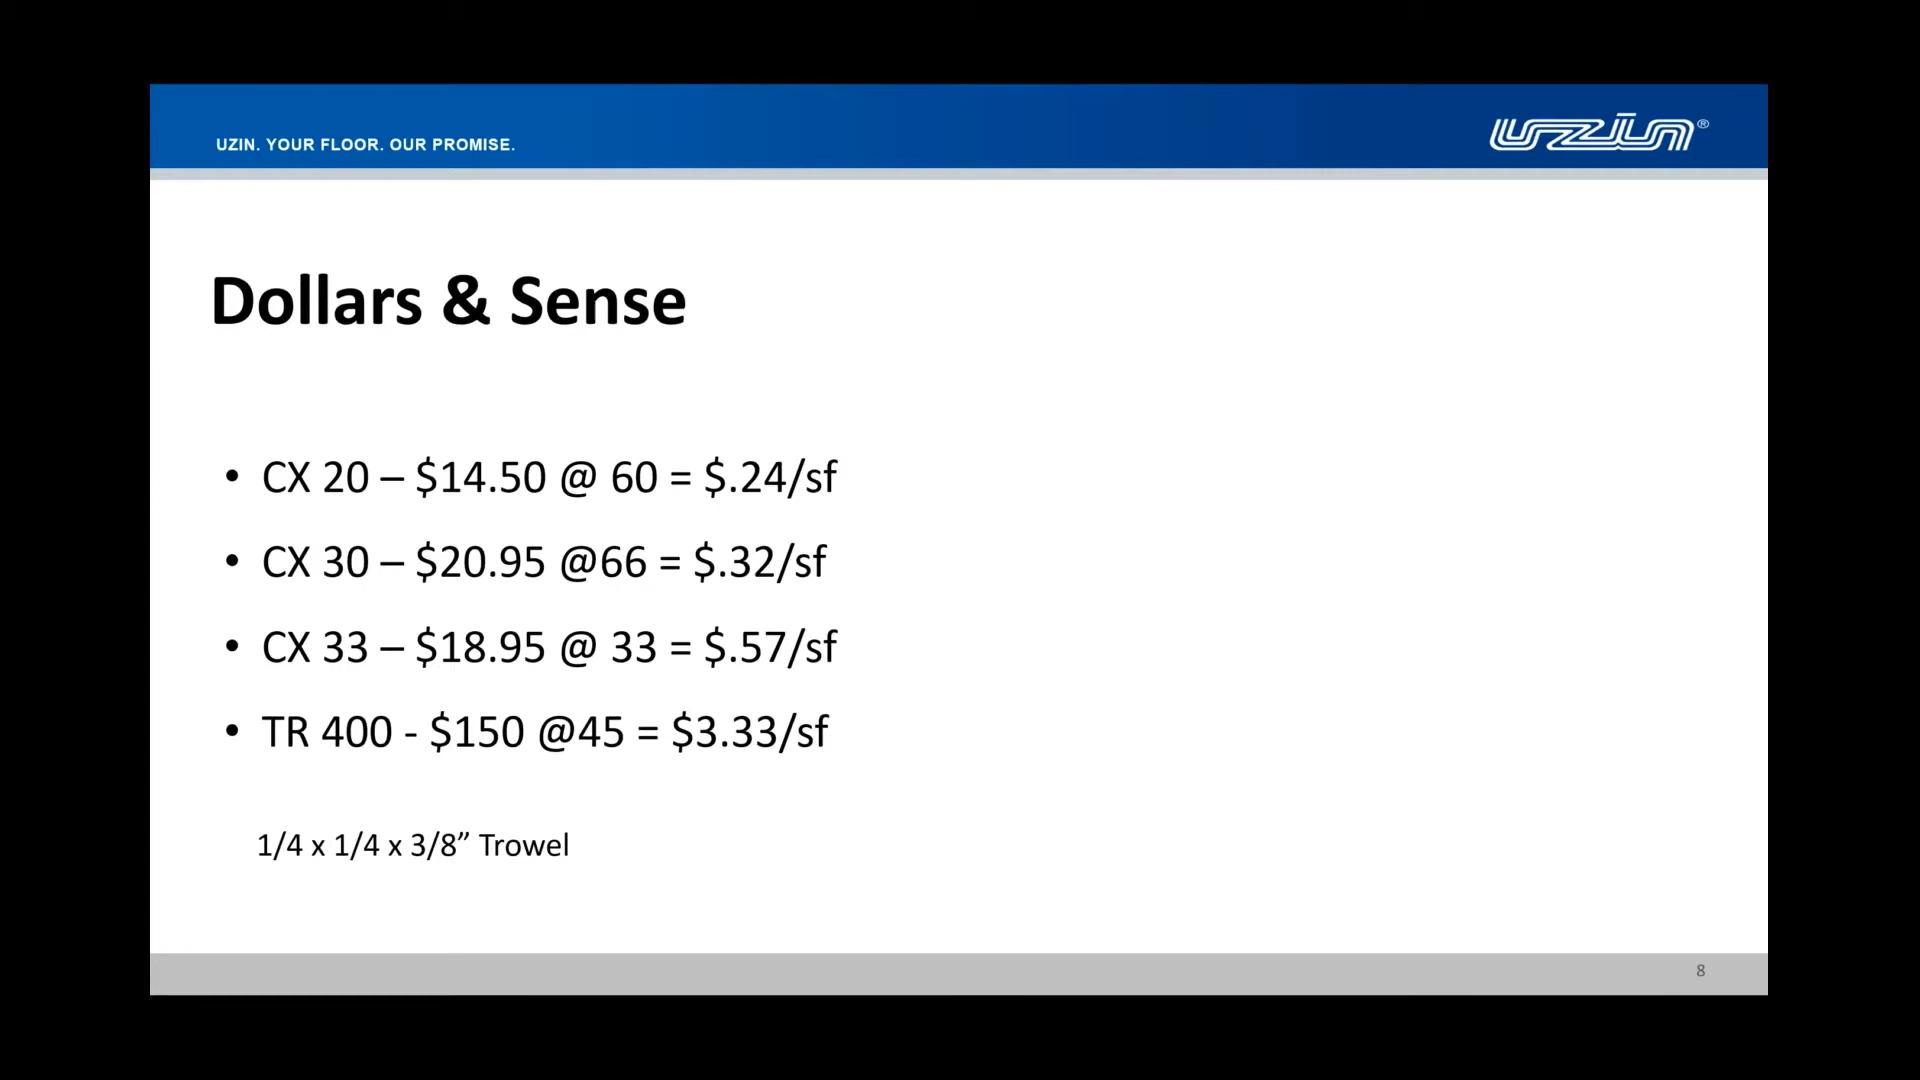 UZIN. YOUR FLOOR. OUR PROMISE.
uzin®
Dollars & Sense
• CX 20 – $14.50 @ 60 = $.24/sf
• CX 30 – $20.95 @66 = $.32/sf
• CX 33 – $18.95 @ 33 = $.57/sf
• TR 400 - $150 @45 = $3.33/sf
1/4 x 1/4 x 3/8” Trowel
8